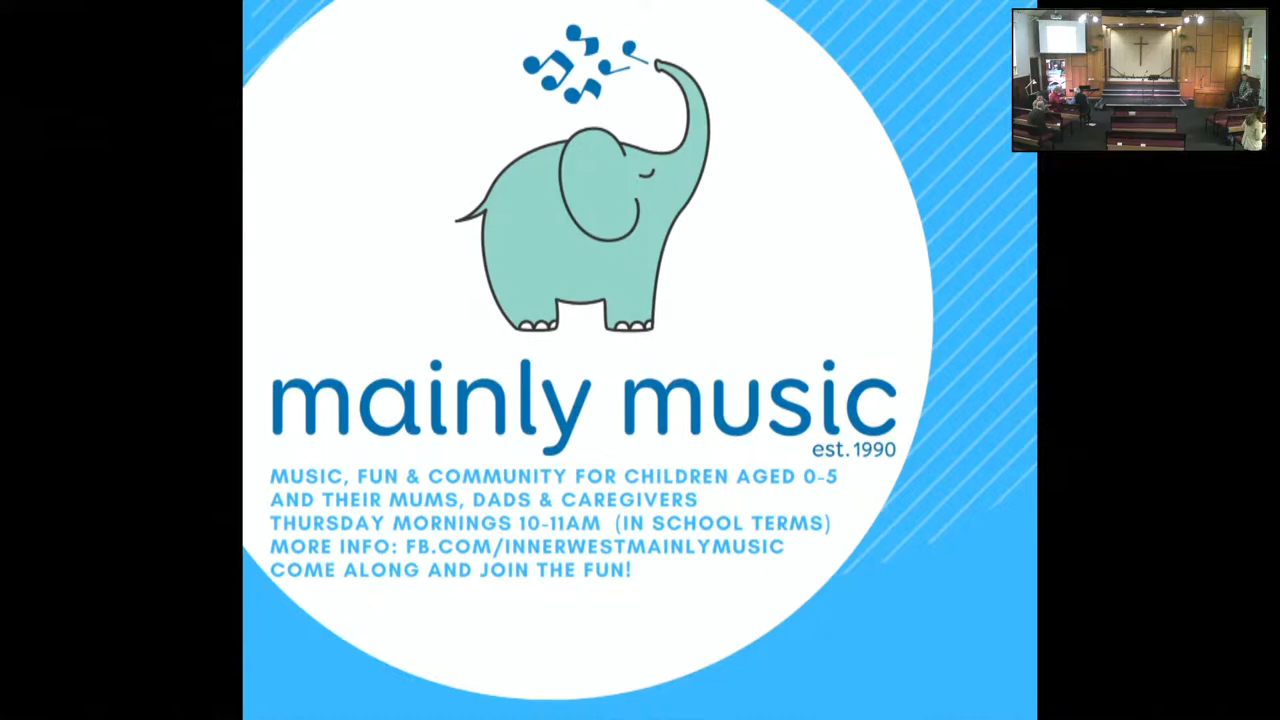 mainly music
est. 1990
MUSIC, FUN & COMMUNITY FOR CHILDREN AGED 0-5
AND THEIR MUMS, DADS & CAREGIVERS
THURSDAY MORNINGS 10-11AM (IN SCHOOL TERMS)
MORE INFO: FB.COM/INNERWESTMAINLYMUSIC
COME ALONG AND JOIN THE FUN!